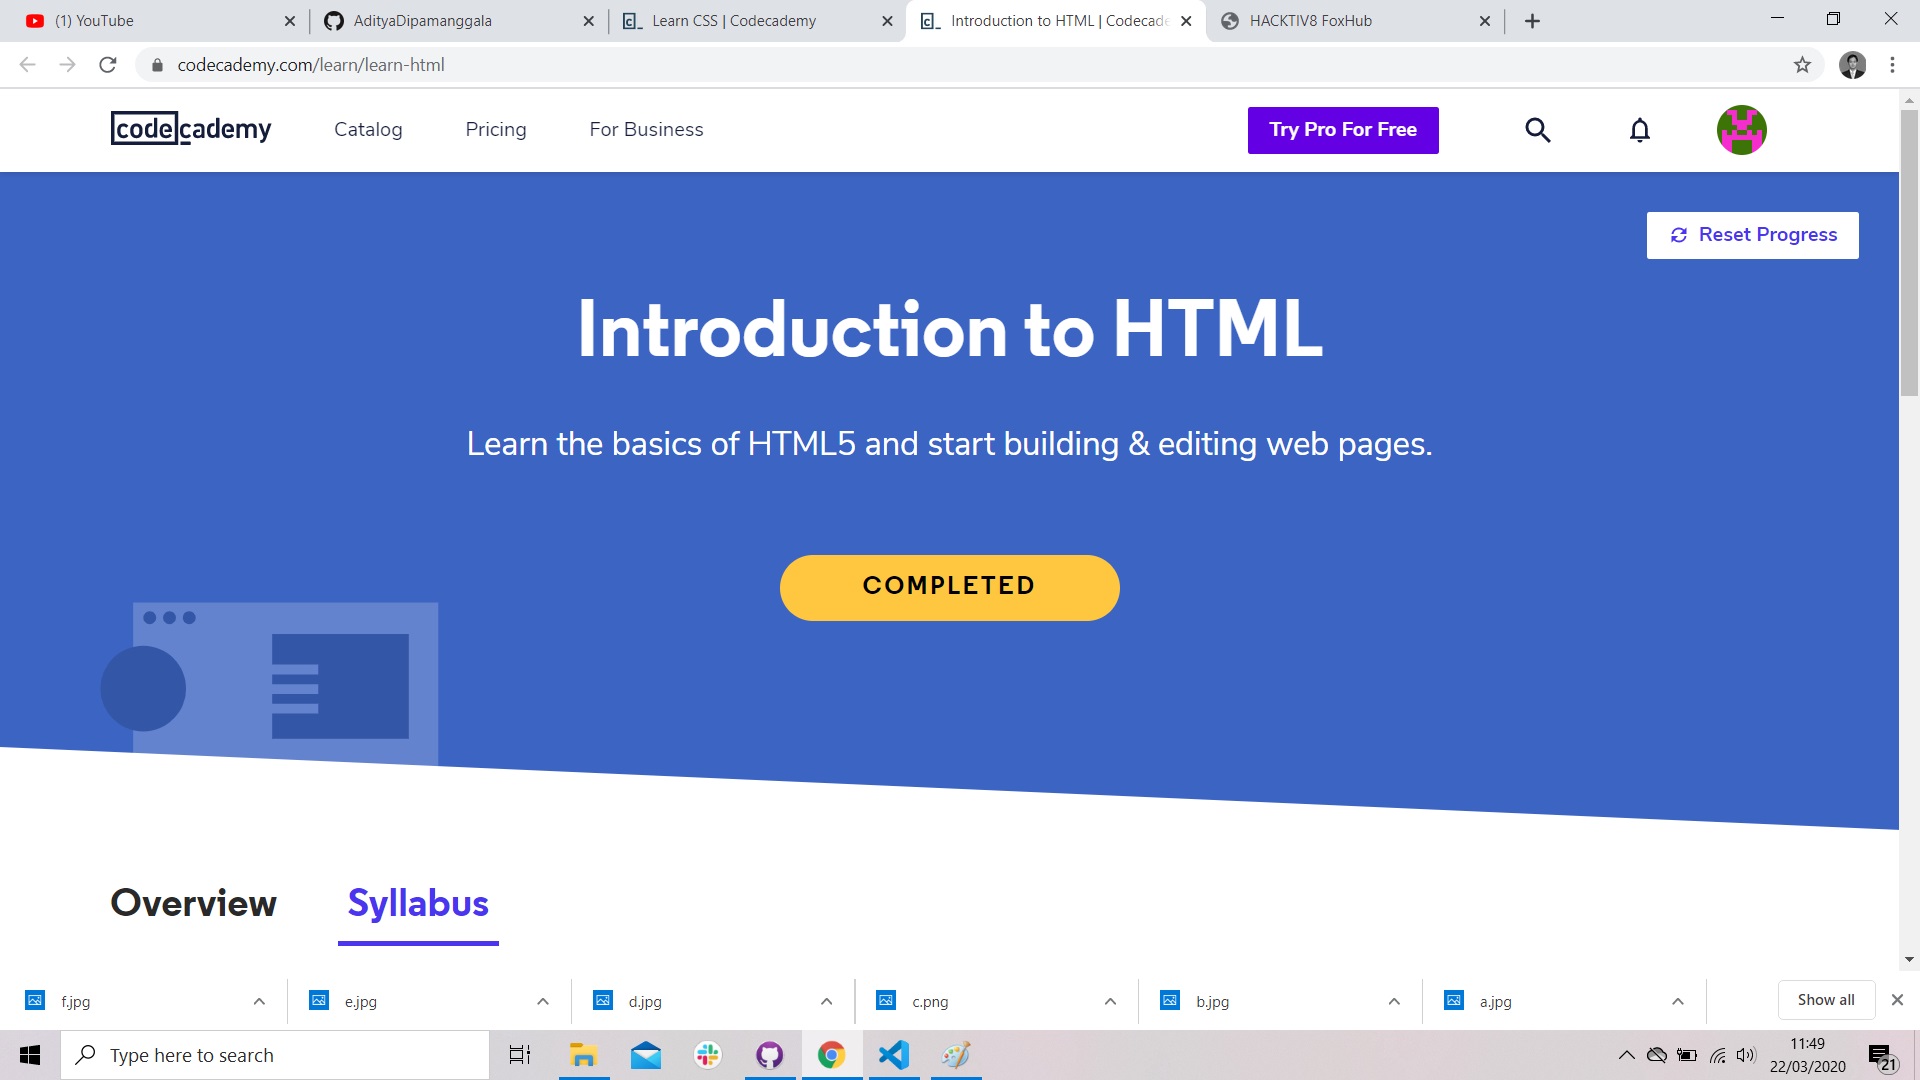 (1) YouTube
AdityaDipamanggala
Learn CSS | Codecademy
Introduction to HTML | Codecade
HACKTIV8 FoxHub
codecademy.com/learn/learn-html
codecademy
Catalog
Pricing
For Business
Try Pro For Free
Reset Progress
Introduction to HTML
Learn the basics of HTML5 and start building & editing web pages.
COMPLETED
Overview
Syllabus
f.jpg
e.jpg
d.jpg
c.png
b.jpg
a.jpg
Show all
Type here to search
11:49
22/03/2020
21